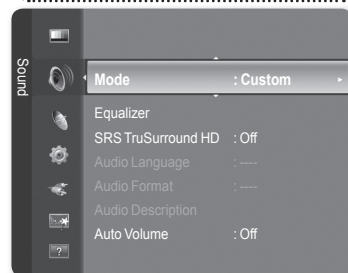 Sound
Mode : Custom
Equalizer
SRS TruSurround HD : Off
Audio Language : ----
Audio Format : ----
Audio Description
Auto Volume : Off
?